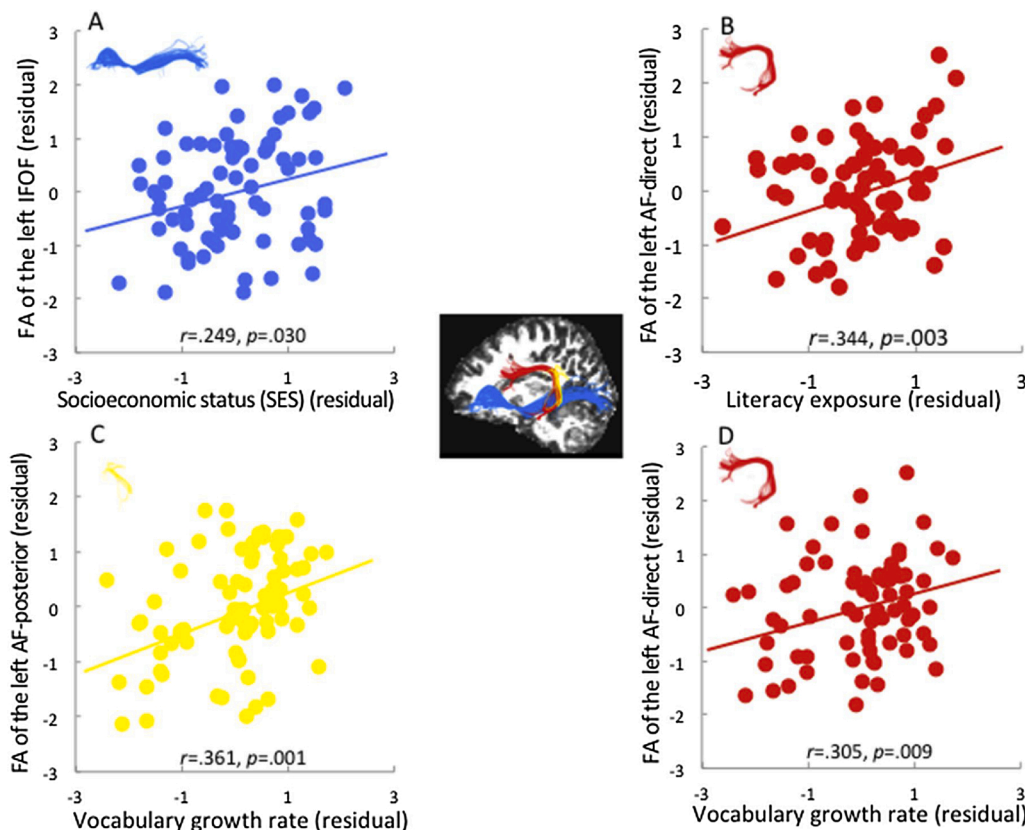 A
FA of the left IFOF (residual)
3
2
1
0
-1
-2
-3
r=.249, p=.030
-3
-1
1
3
Socioeconomic status (SES) (residual)
B
FA of the left AF-direct (residual)
3
2
1
0
-1
-2
-3
r=.344, p=.003
-3
-1
1
3
Literacy exposure (residual)
C
FA of the left AF-posterior (residual)
3
2
1
0
-1
-2
-3
r=.361, p=.001
-3
-1
1
3
Vocabulary growth rate (residual)
D
FA of the left AF-direct (residual)
3
2
1
0
-1
-2
-3
r=.305, p=.009
-3
-1
1
3
Vocabulary growth rate (residual)